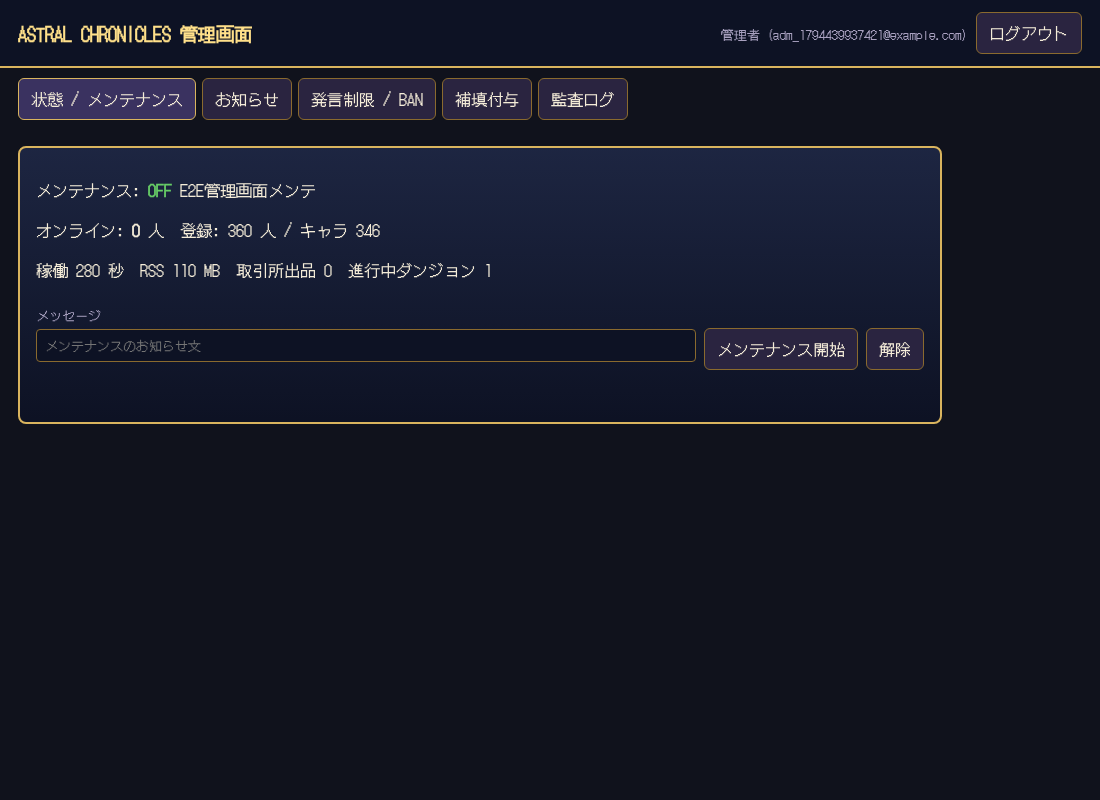 ASTRAL CHRONICLES 管理画面
管理者 (adm_1794439937421@example.com)
ログアウト
状態 / メンテナンス
お知らせ
発言制限 / BAN
補填付与
監査ログ
メンテナンス: OFF E2E管理画面メンテ
オンライン: 0 人　登録: 360 人 / キャラ 346
稼働 280 秒　RSS 110 MB　取引所出品 0　進行中ダンジョン 1
メッセージ
メンテナンスのお知らせ文
メンテナンス開始
解除